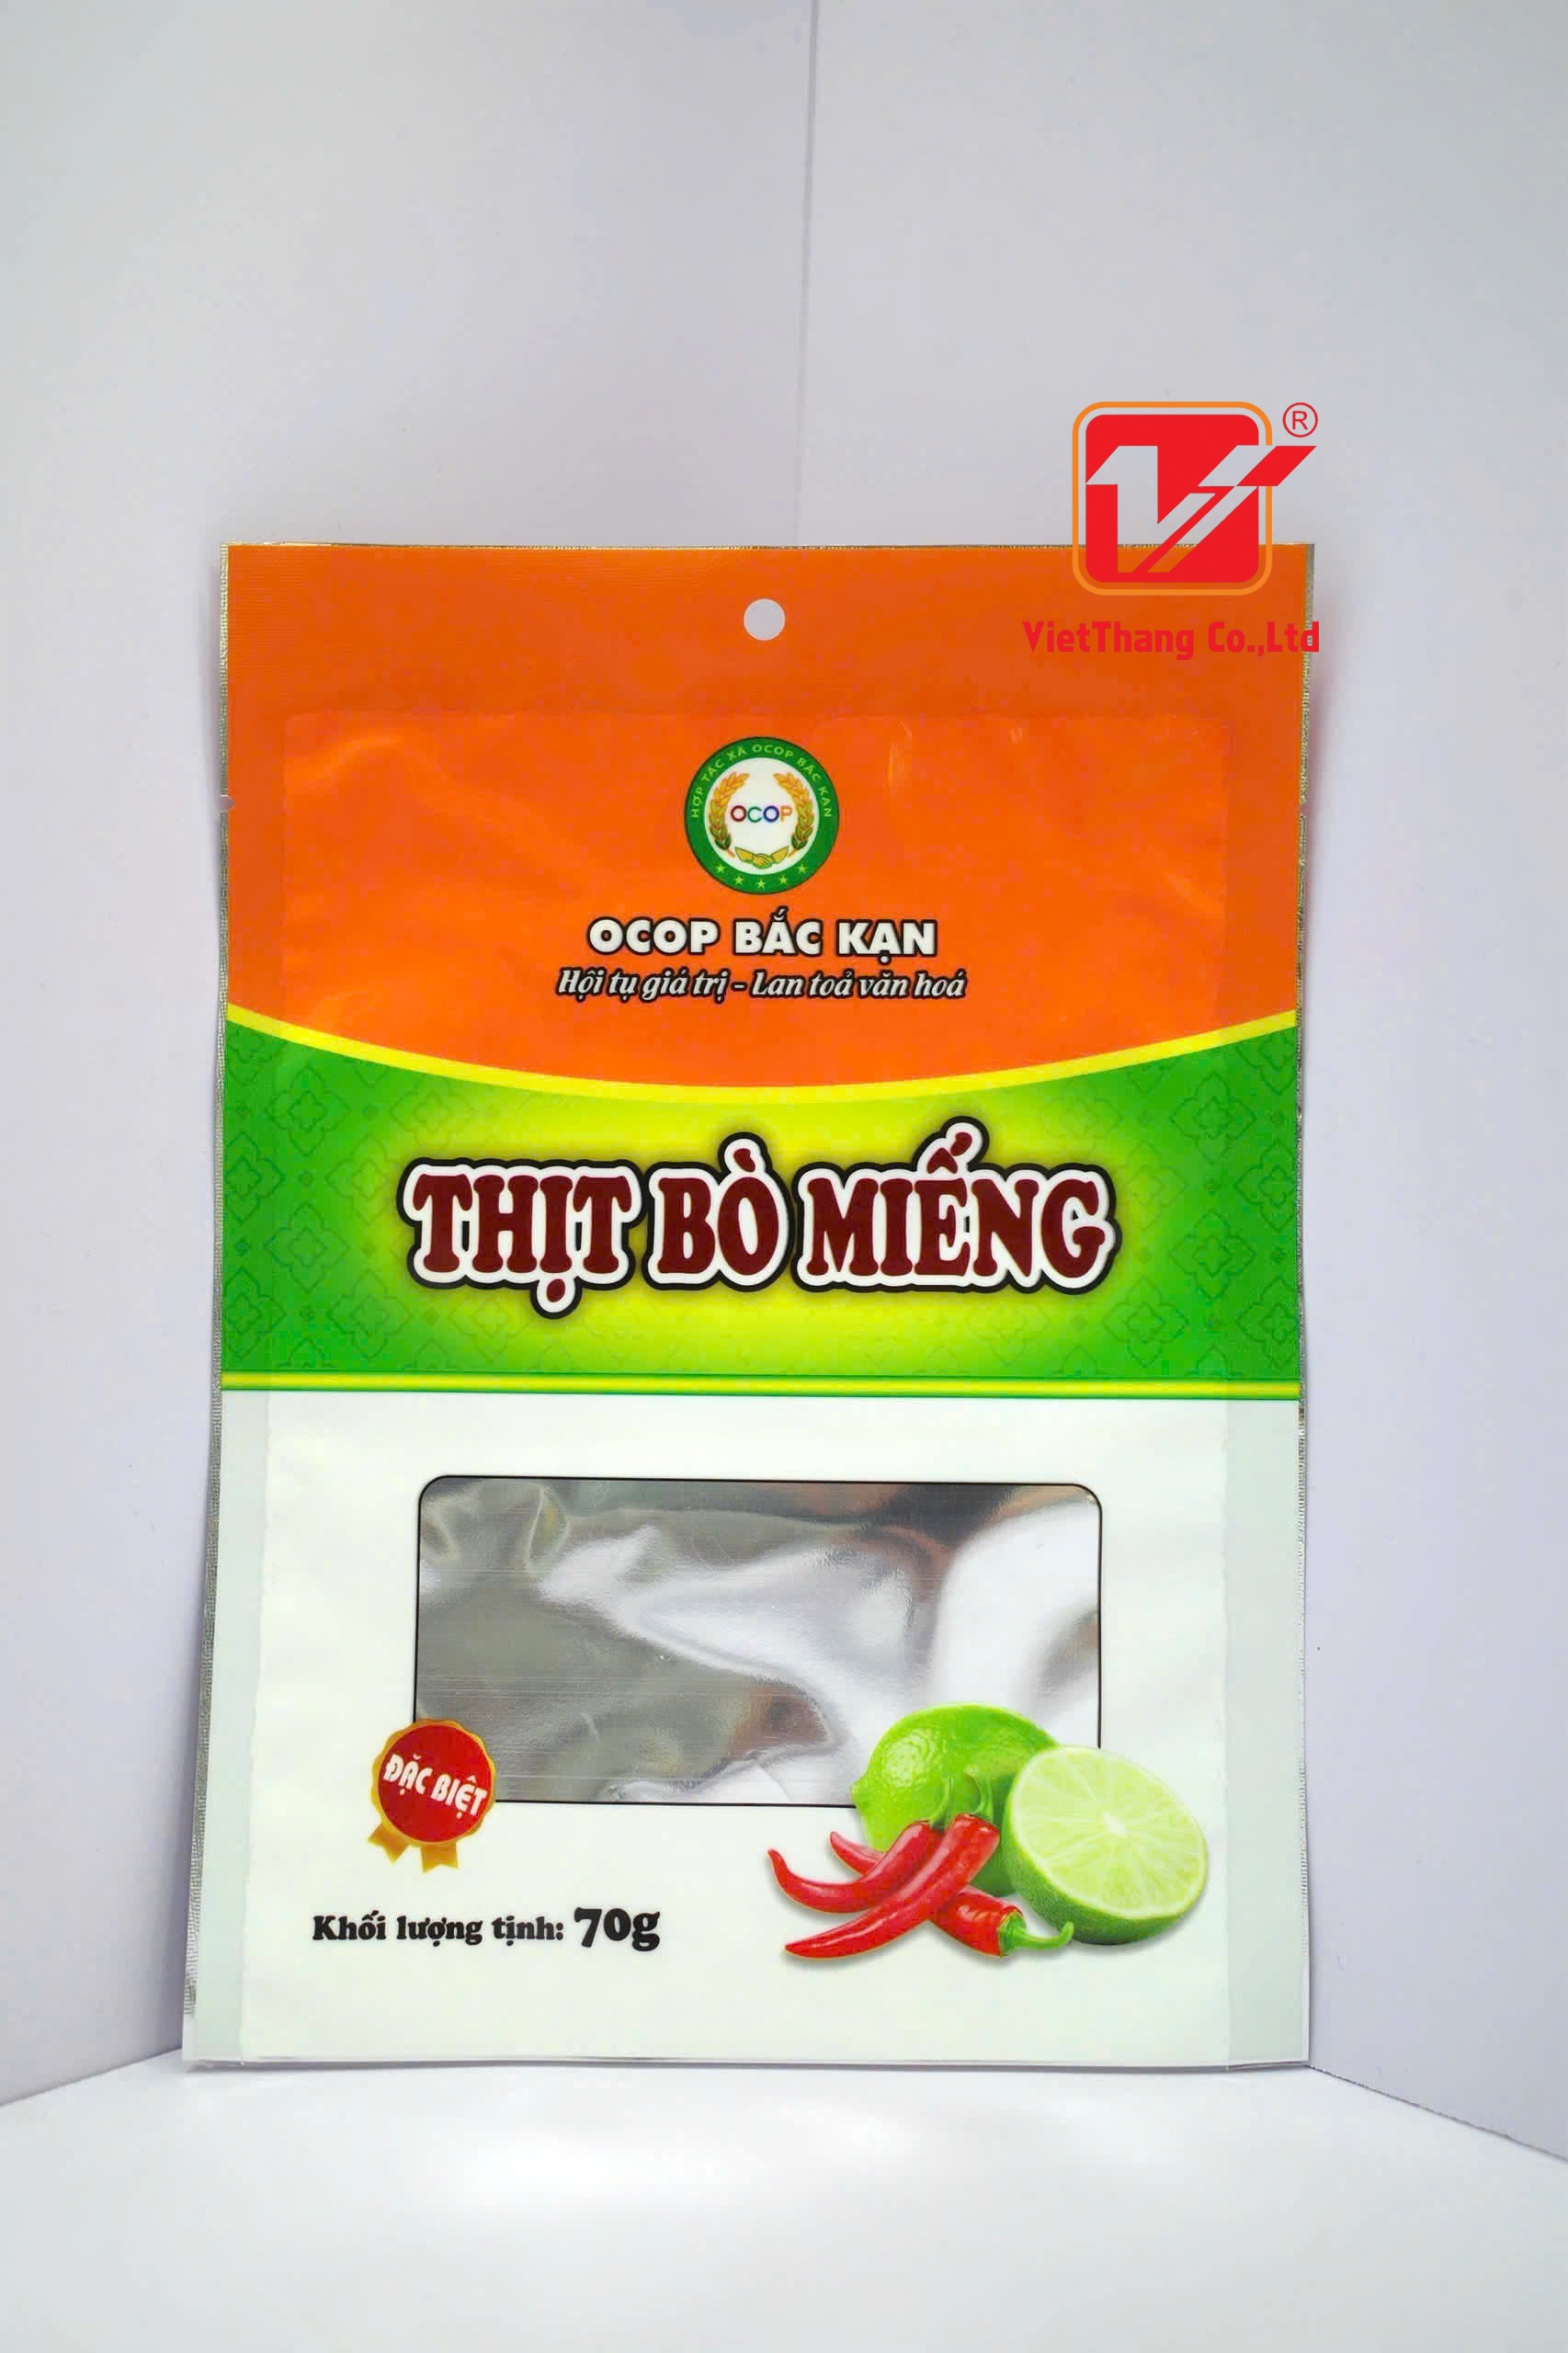 ®
VietThang Co.,Ltd
HỢP TÁC XÃ OCOP BẮC KẠN
OCOP
OCOP BẮC KẠN
Hội tụ giá trị - Lan toả văn hoá
THỊT BÒ MIẾNG
ĐẶC BIỆT
Khối lượng tịnh: 70g